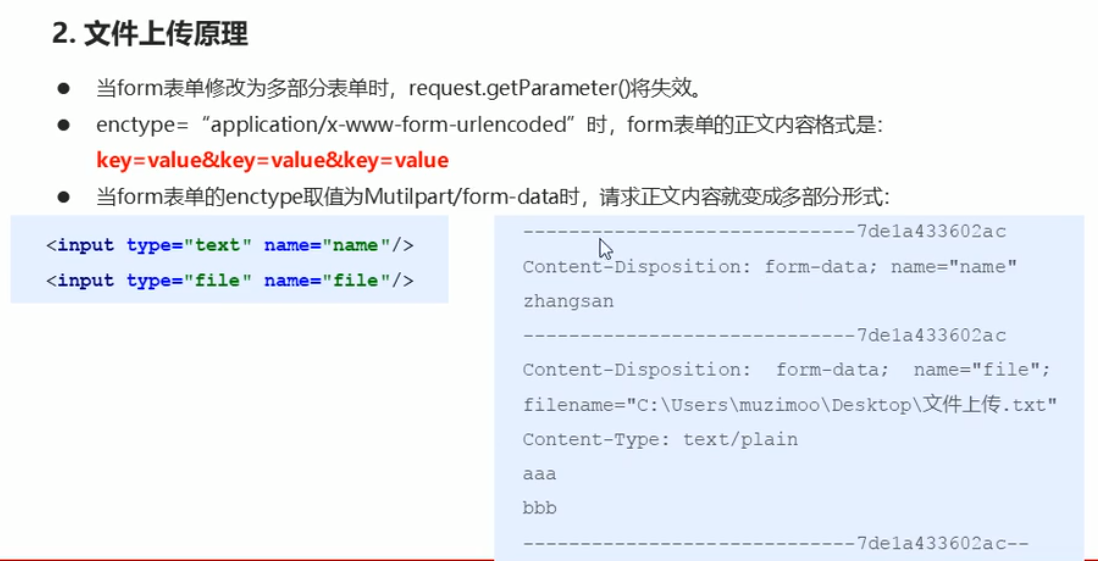 2. 文件上传原理
● 当form表单修改为多部分表单时，request.getParameter()将失效。
● enctype=“application/x-www-form-urlencoded”时，form表单的正文内容格式是：
key=value&key=value&key=value
● 当form表单的enctype取值为Mutilpart/form-data时，请求正文内容就变成多部分形式：
<input type="text" name="name"/>
<input type="file" name="file"/>
-----------------------------7de1a433602ac
Content-Disposition: form-data; name="name"
zhangsan
-----------------------------7de1a433602ac
Content-Disposition: form-data; name="file";
filename="C:\Users\muzimoo\Desktop\文件上传.txt"
Content-Type: text/plain
aaa
bbb
-----------------------------7de1a433602ac--